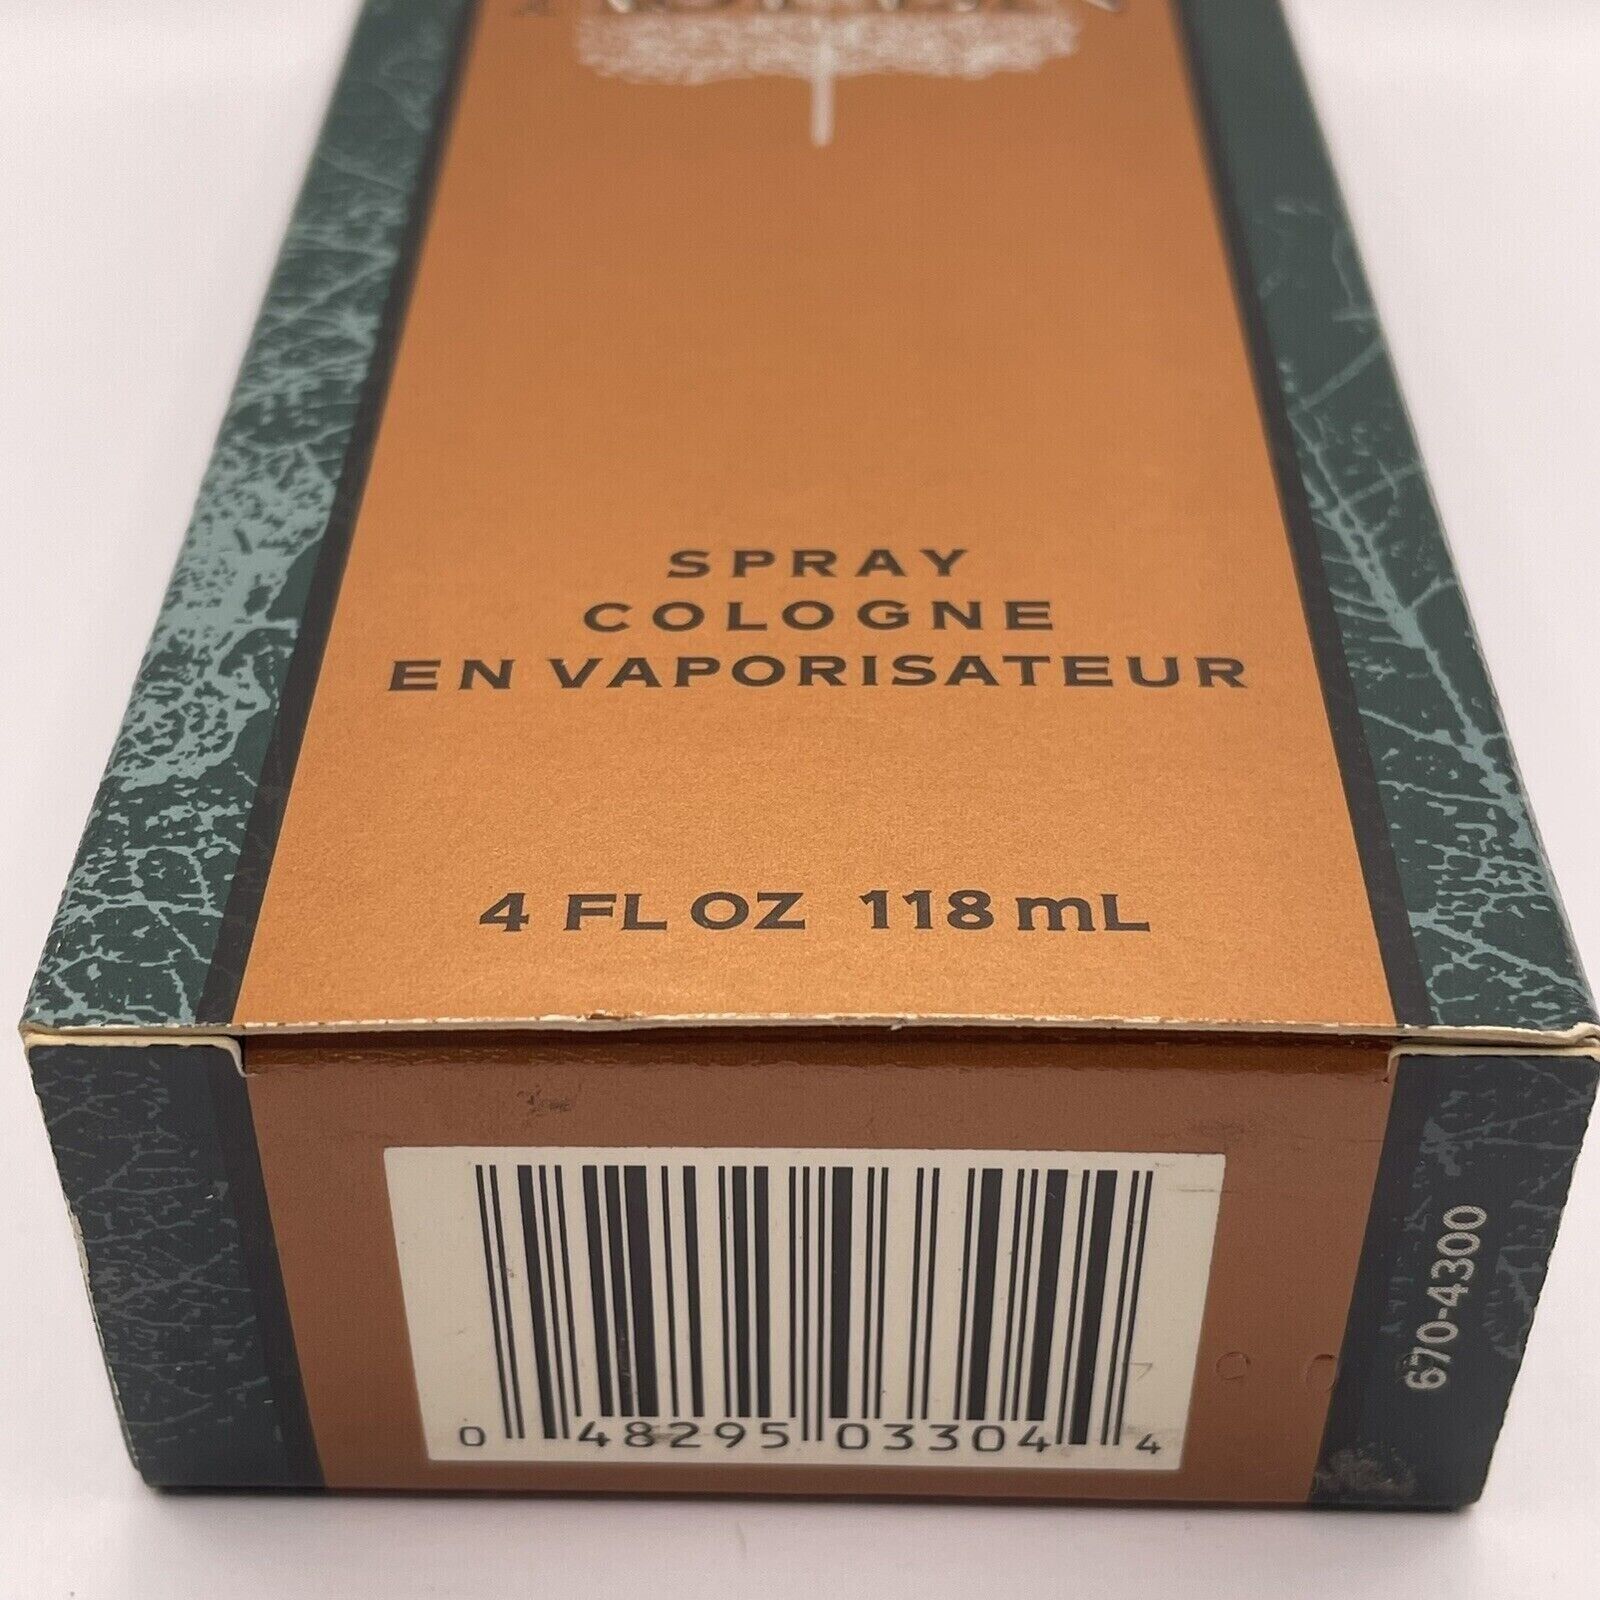 SPRAY
COLOGNE
EN VAPORISATEUR
4 FL OZ 118 mL
0 48295 03304 4
670-4300